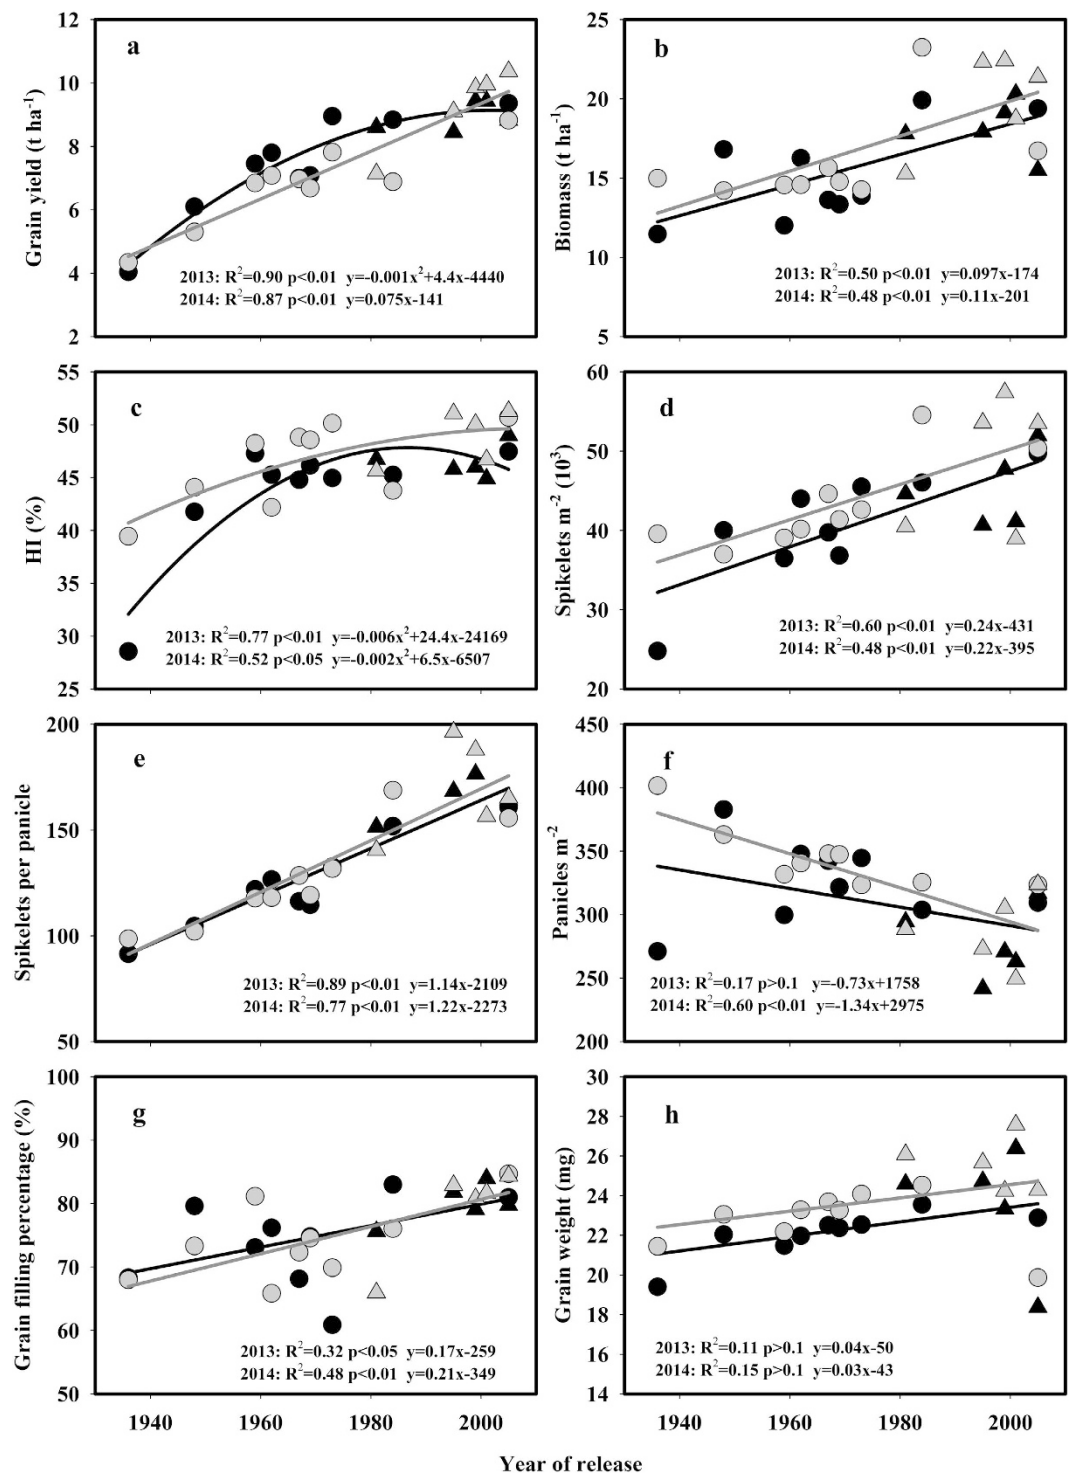 a
Grain yield (t ha⁻¹)
12
10
8
6
4
2
2013: R²=0.90 p<0.01 y=-0.001x²+4.4x-4440
2014: R²=0.87 p<0.01 y=0.075x-141
b
Biomass (t ha⁻¹)
25
20
15
10
5
2013: R²=0.50 p<0.01 y=0.097x-174
2014: R²=0.48 p<0.01 y=0.11x-201
c
HI (%)
55
50
45
40
35
30
25
2013: R²=0.77 p<0.01 y=-0.006x²+24.4x-24169
2014: R²=0.52 p<0.05 y=-0.002x²+6.5x-6507
d
Spikelets m⁻² (10³)
60
50
40
30
20
2013: R²=0.60 p<0.01 y=0.24x-431
2014: R²=0.48 p<0.01 y=0.22x-395
e
Spikelets per panicle
200
150
100
50
2013: R²=0.89 p<0.01 y=1.14x-2109
2014: R²=0.77 p<0.01 y=1.22x-2273
f
Panicles m⁻²
450
400
350
300
250
200
2013: R²=0.17 p>0.1 y=-0.73x+1758
2014: R²=0.60 p<0.01 y=-1.34x+2975
g
Grain filling percentage (%)
100
90
80
70
60
50
2013: R²=0.32 p<0.05 y=0.17x-259
2014: R²=0.48 p<0.01 y=0.21x-349
1940 1960 1980 2000
h
Grain weight (mg)
30
28
26
24
22
20
18
16
14
2013: R²=0.11 p>0.1 y=0.04x-50
2014: R²=0.15 p>0.1 y=0.03x-43
1940 1960 1980 2000
Year of release